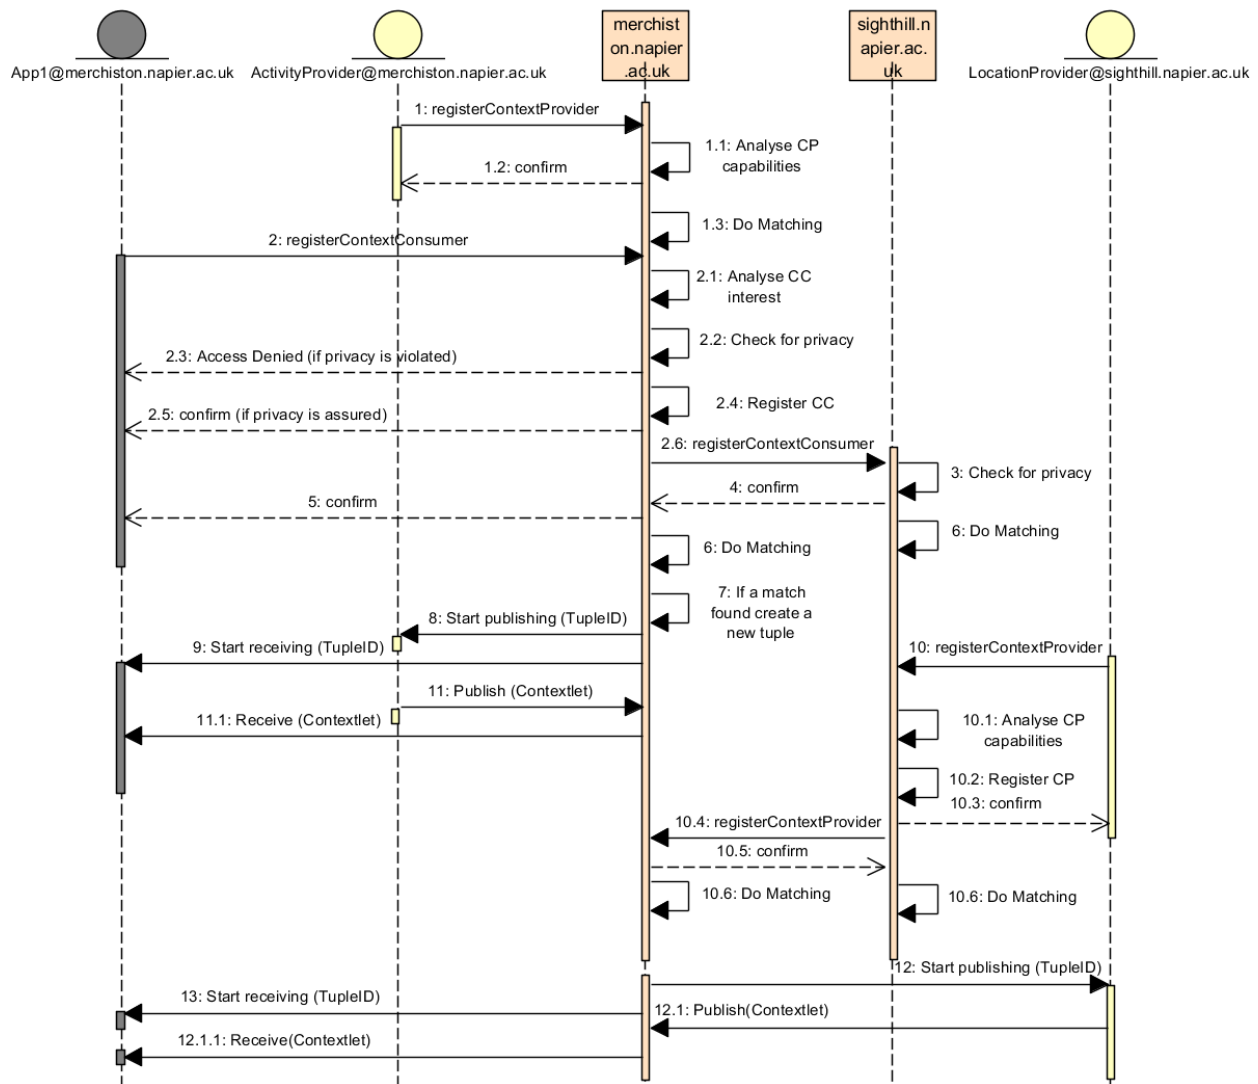 App1@merchiston.napier.ac.uk
ActivityProvider@merchiston.napier.ac.uk
merchist
on.napier
.ac.uk
sighthill.n
apier.ac.
uk
LocationProvider@sighthill.napier.ac.uk
1: registerContextProvider
1.1: Analyse CP
capabilities
1.2: confirm
1.3: Do Matching
2: registerContextConsumer
2.1: Analyse CC
interest
2.2: Check for privacy
2.3: Access Denied (if privacy is violated)
2.4: Register CC
2.5: confirm (if privacy is assured)
2.6: registerContextConsumer
3: Check for privacy
4: confirm
5: confirm
6: Do Matching
6: Do Matching
7: If a match
found create a
new tuple
8: Start publishing (TupleID)
9: Start receiving (TupleID)
10: registerContextProvider
11: Publish (Contextlet)
11.1: Receive (Contextlet)
10.1: Analyse CP
capabilities
10.2: Register CP
10.3: confirm
10.4: registerContextProvider
10.5: confirm
10.6: Do Matching
10.6: Do Matching
12: Start publishing (TupleID)
13: Start receiving (TupleID)
12.1: Publish(Contextlet)
12.1.1: Receive(Contextlet)